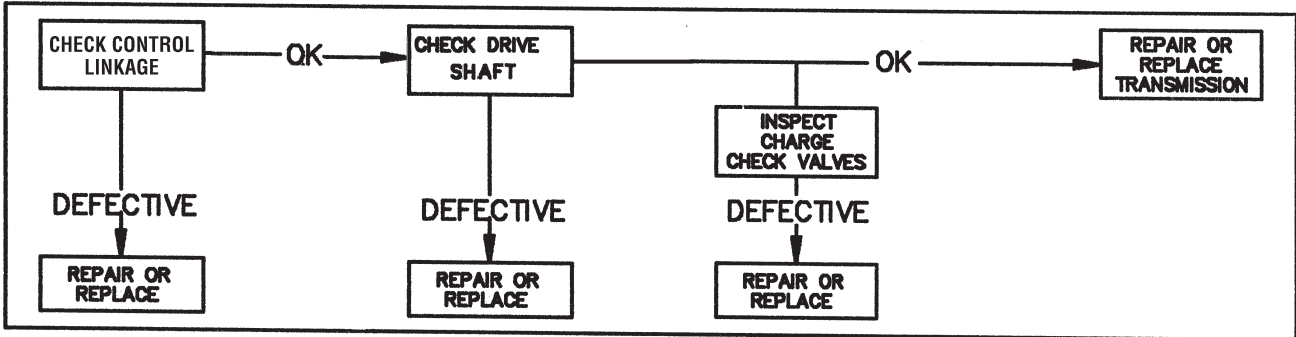 CHECK CONTROL
LINKAGE
OK
CHECK DRIVE
SHAFT
OK
REPAIR OR
REPLACE
TRANSMISSION
INSPECT
CHARGE
CHECK VALVES
DEFECTIVE
DEFECTIVE
DEFECTIVE
REPAIR OR
REPLACE
REPAIR OR
REPLACE
REPAIR OR
REPLACE